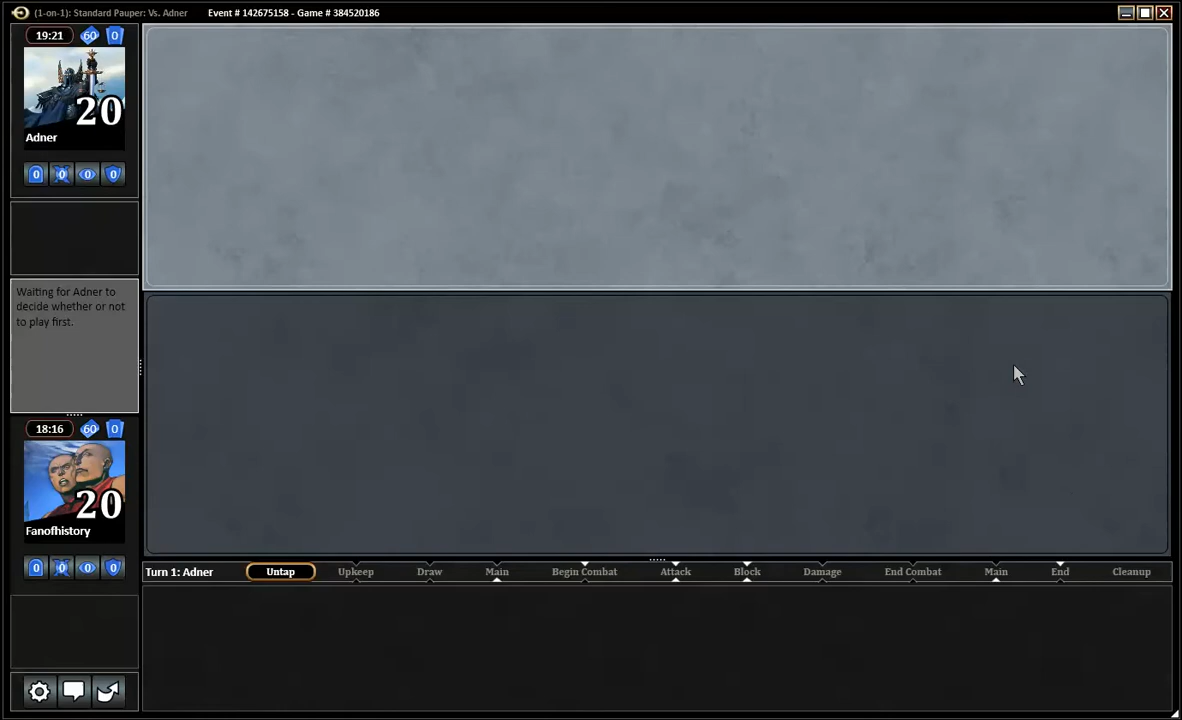 (1-on-1): Standard Pauper: Vs. Adner Event # 142675158 - Game # 384520186
19:21 60 0
20
Adner
0 0 0 0
Waiting for Adner to
decide whether or not
to play first.
18:16 60 0
20
Fanofhistory
0 0 0 0
Turn 1: Adner Untap Upkeep Draw Main Begin Combat Attack Block Damage End Combat Main End Cleanup